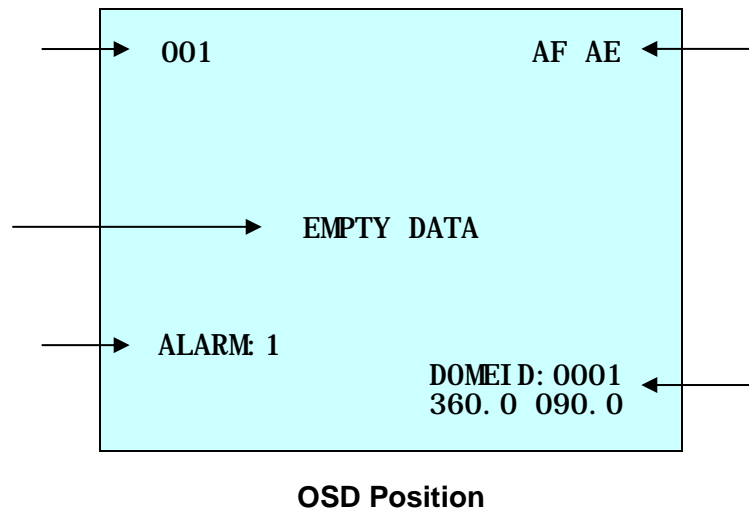 001 AF AE
EMPTY DATA
ALARM: 1
DOMEID: 0001
360.0 090.0
OSD Position